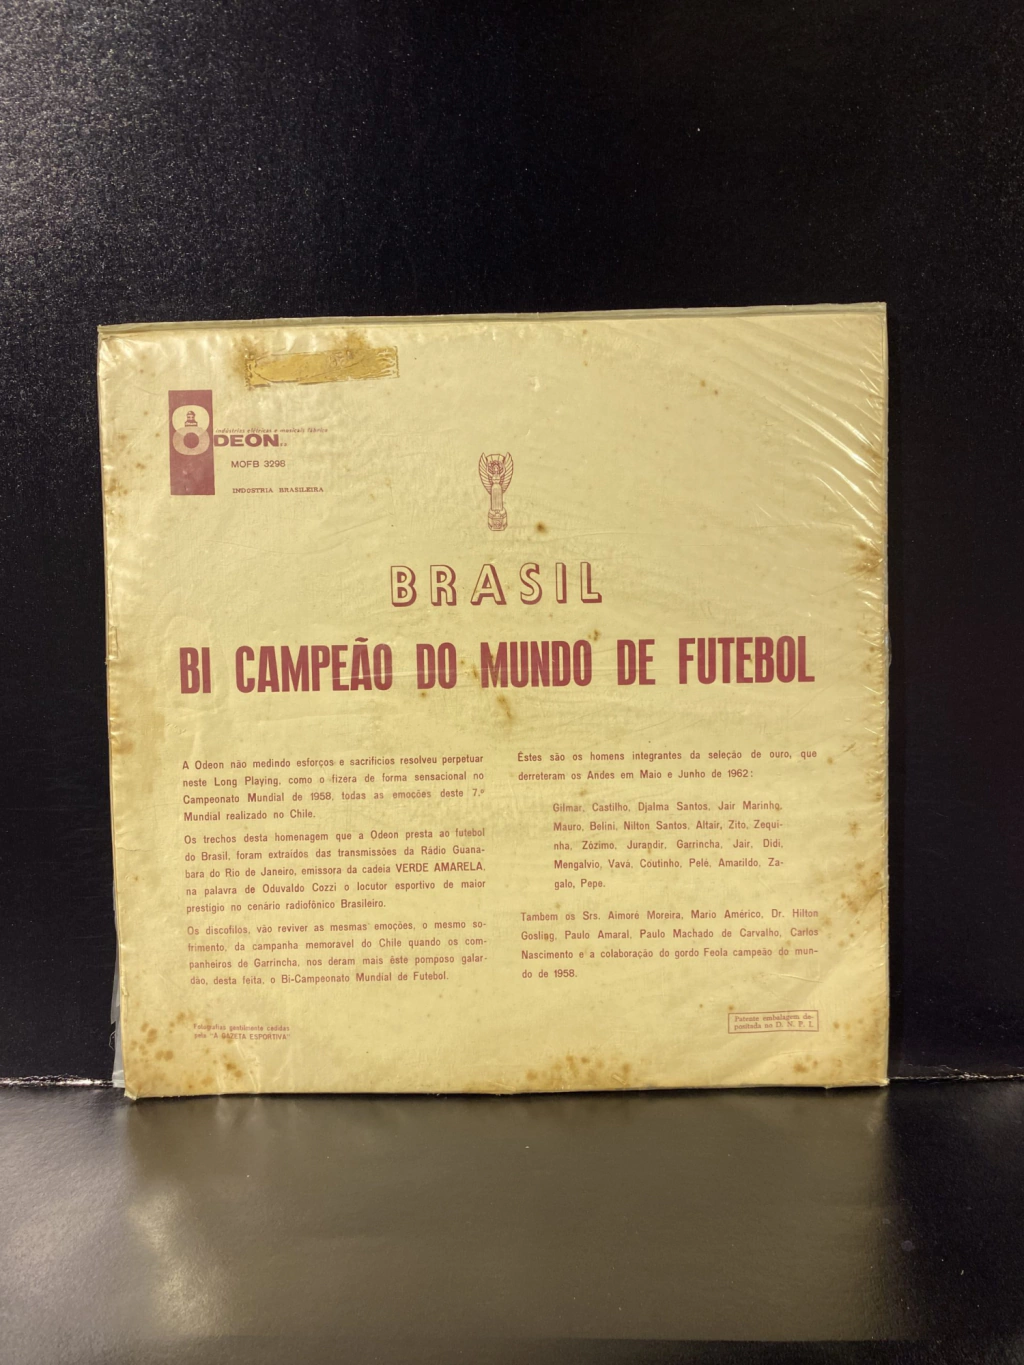 indústrias elétricas e musicais fábrica
ODEON S.A.
MOFB 3298
INDÚSTRIA BRASILEIRA
BRASIL
BI CAMPEÃO DO MUNDO DE FUTEBOL
A Odeon não medindo esforços e sacrifícios resolveu perpetuar
neste Long Playing, como o fizera de forma sensacional no
Campeonato Mundial de 1958, todas as emoções deste 7.º
Mundial realizado no Chile.
Os trechos desta homenagem que a Odeon presta ao futebol
do Brasil, foram extraidos das transmissões da Rádio Guana-
bara do Rio de Janeiro, emissora da cadeia VERDE AMARELA,
na palavra de Oduvaldo Cozzi o locutor esportivo de maior
prestígio no cenário radiofônico Brasileiro.
Os discófilos, vão reviver as mesmas emoções, o mesmo so-
frimento, da campanha memoravel do Chile quando os com-
panheiros de Garrincha, nos deram mais êste pomposo galar-
dão, desta feita, o Bi-Campeonato Mundial de Futebol.
Fotografias gentilmente cedidas
pela "A GAZETA ESPORTIVA"
Êstes são os homens integrantes da seleção de ouro, que
derreteram os Andes em Maio e Junho de 1962:
Gilmar, Castilho, Djalma Santos, Jair Marinho,
Mauro, Belini, Nilton Santos, Altair, Zito, Zequi-
nha, Zózimo, Jurandir, Garrincha, Jair, Didi,
Mengalvio, Vavá, Coutinho, Pelé, Amarildo, Za-
galo, Pepe.
Tambem os Srs. Aimoré Moreira, Mario Américo, Dr. Hilton
Gosling, Paulo Amaral, Paulo Machado de Carvalho, Carlos
Nascimento e a colaboração do gordo Feola campeão do mun-
do de 1958.
Patente embalagem de-
positada no D. N. P. I.